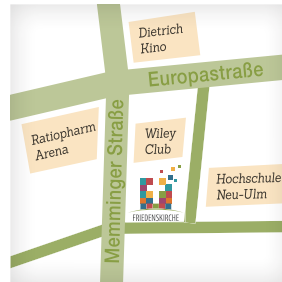 Dietrich
Kino
Europastraße
Ratiopharm
Arena
Memminger Straße
Wiley
Club
FRIEDENSKIRCHE
Hochschule
Neu-Ulm